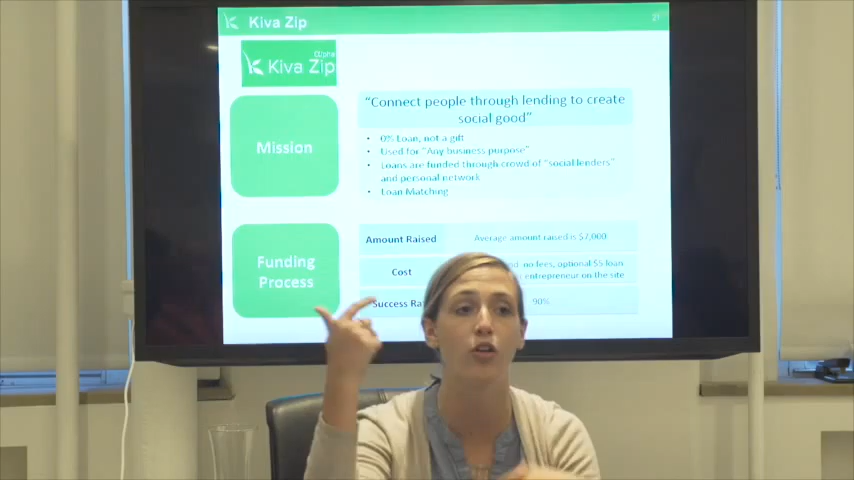 Kiva Zip
21
alpha
Kiva Zip
Mission
"Connect people through lending to create
social good"
• 0% Loan, not a gift
• Used for "Any business purpose"
• Loans are funded through crowd of "social lenders"
and personal network
• Loan Matching
Funding
Process
Amount Raised
Average amount raised is $7,000
Cost
no fees, optional $5 loan
entrepreneur on the site
Success
90%